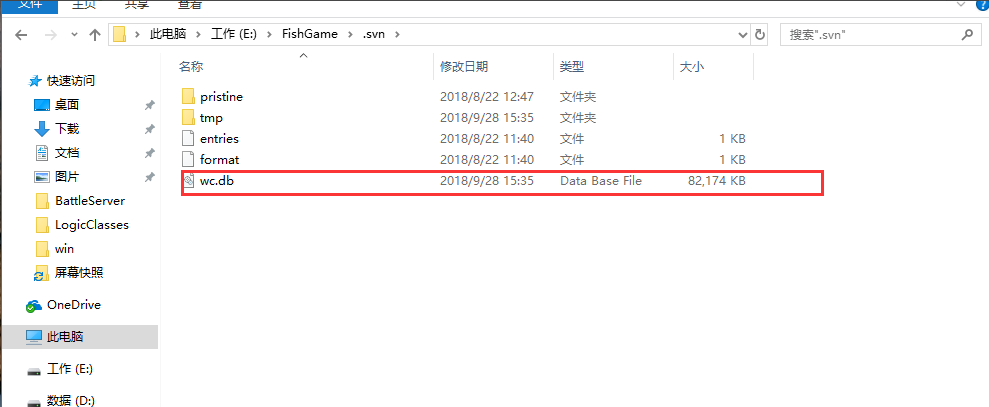 文件 主页 共享 查看
此电脑 > 工作 (E:) > FishGame > .svn >
搜索".svn"
名称 修改日期 类型 大小
快速访问
桌面
下载
文档
图片
BattleServer
LogicClasses
win
屏幕快照
OneDrive
此电脑
工作 (E:)
数据 (D:)
pristine 2018/8/22 12:47 文件夹
tmp 2018/9/28 15:35 文件夹
entries 2018/8/22 11:40 文件 1 KB
format 2018/8/22 11:40 文件 1 KB
wc.db 2018/9/28 15:35 Data Base File 82,174 KB